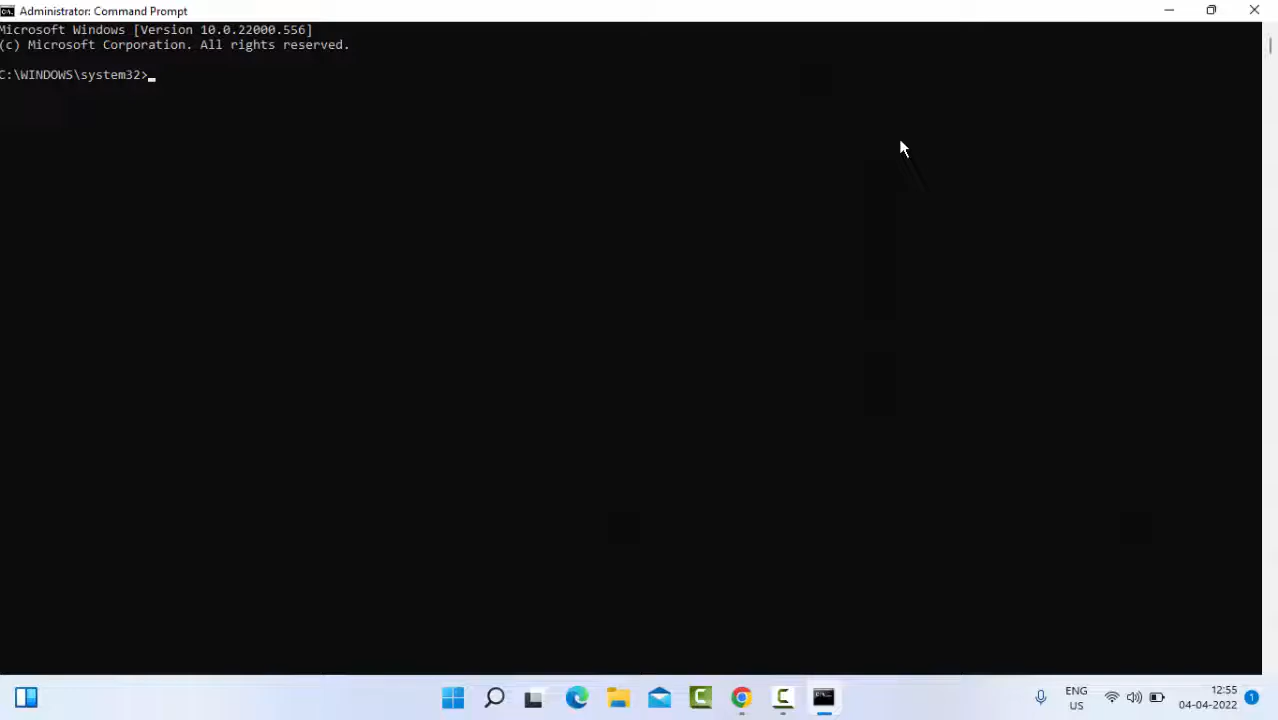 Administrator: Command Prompt
Microsoft Windows [Version 10.0.22000.556]
(c) Microsoft Corporation. All rights reserved.
C:\WINDOWS\system32>
ENG
US
12:55
04-04-2022
1